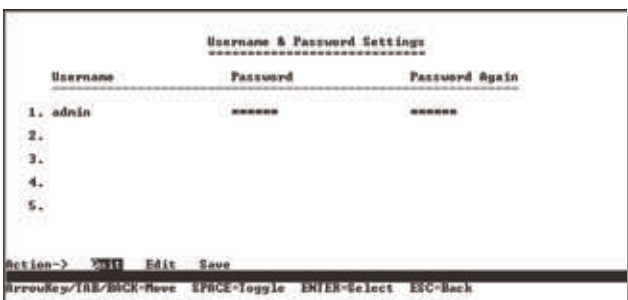 Username & Password Settings
Username Password Password Again
1. admin ****** ******
2.
3.
4.
5.
Action-> Quit Edit Save
ArrowKey/TAB/BACK=Move SPACE=Toggle ENTER=Select ESC=Back